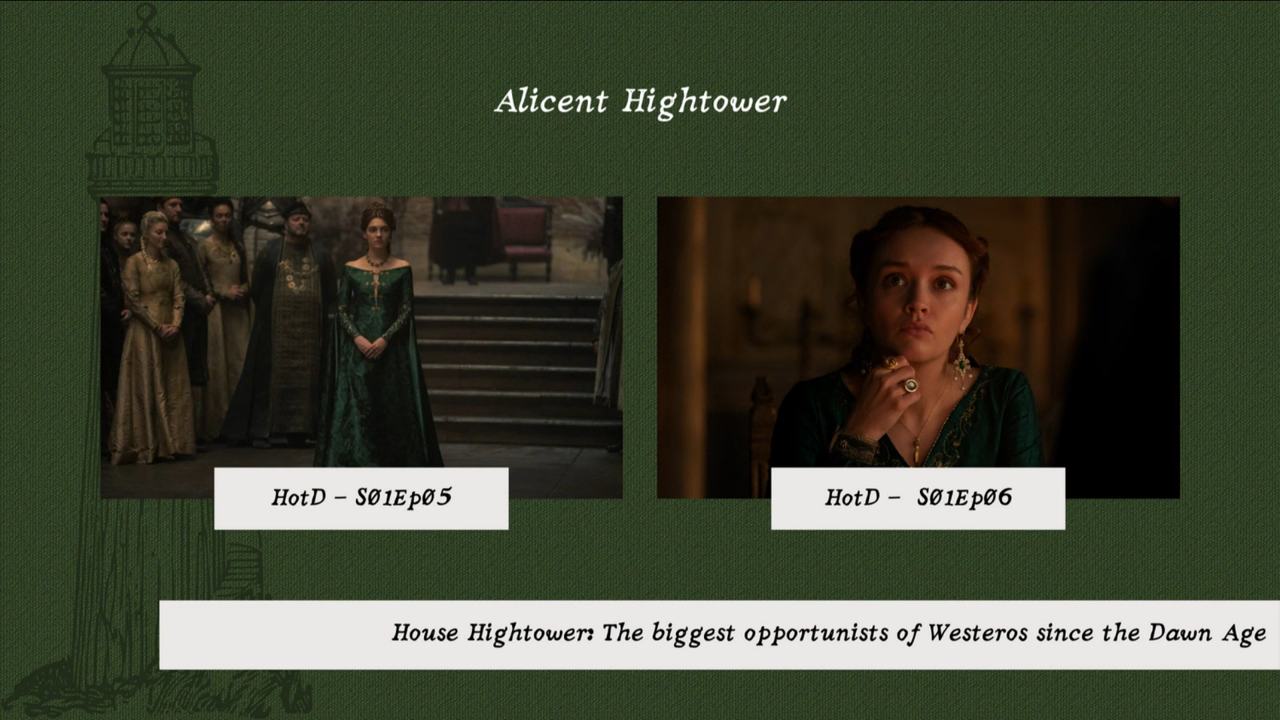 Alicent Hightower
HotD – S01Ep05
HotD – S01Ep06
House Hightower: The biggest opportunists of Westeros since the Dawn Age